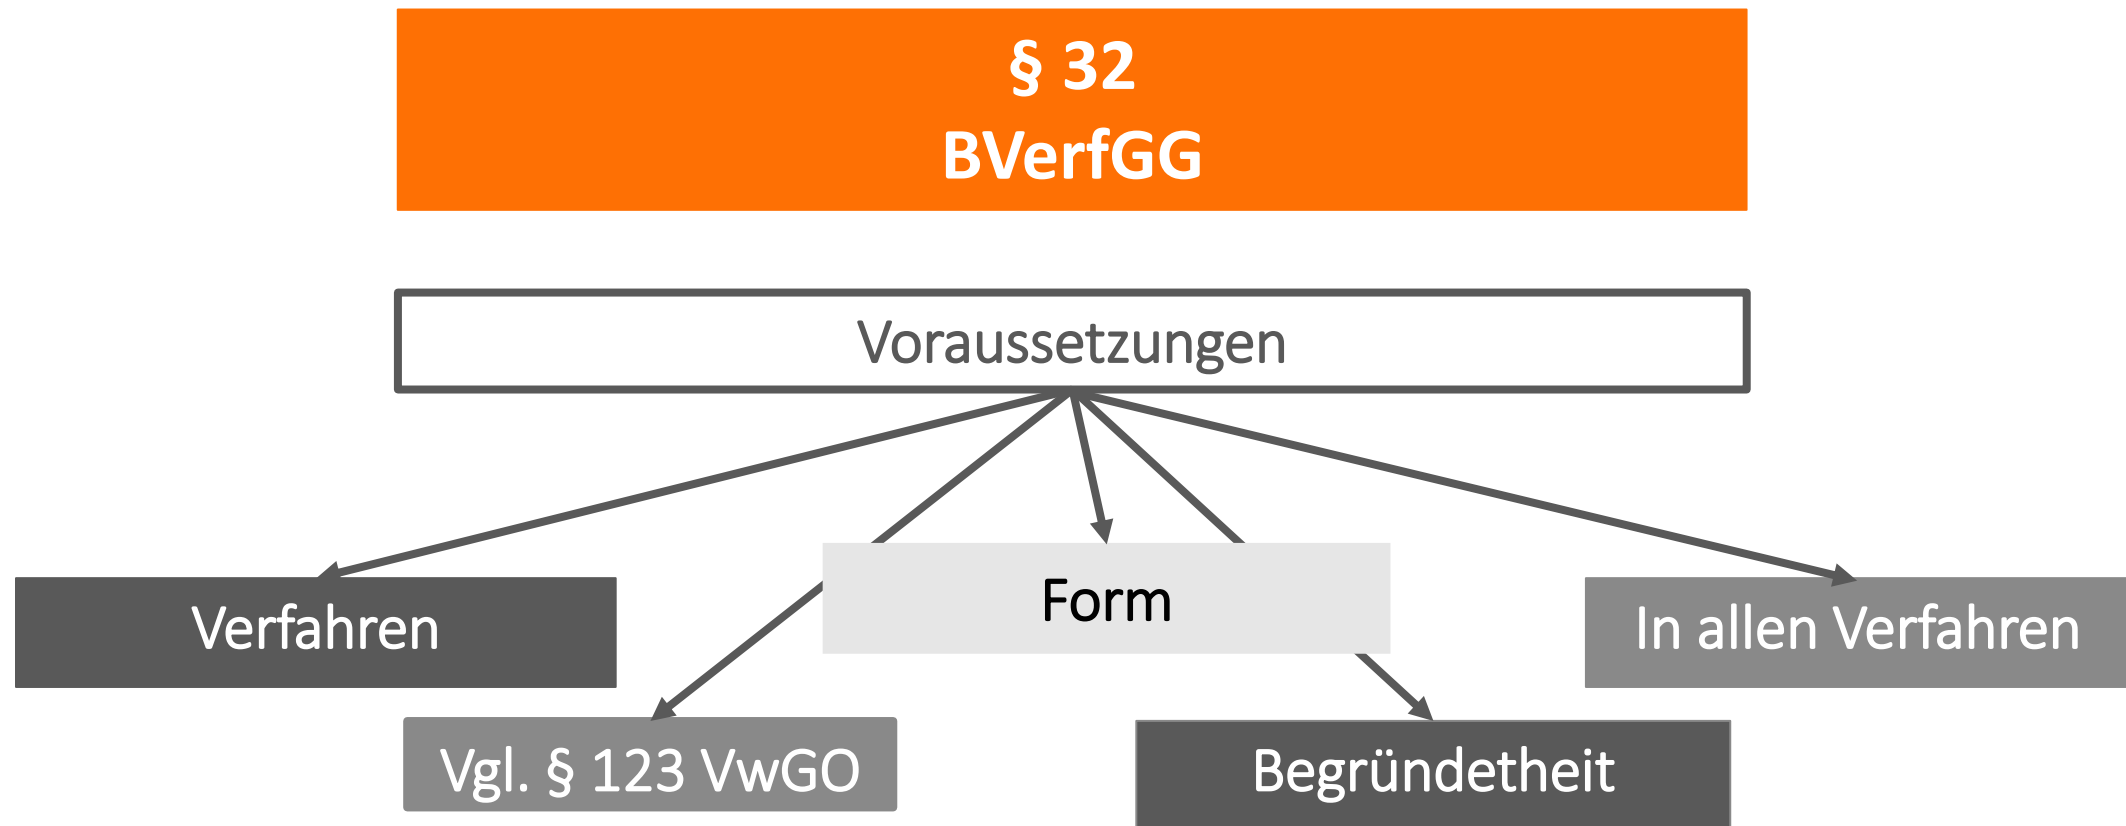 § 32
BVerfGG
Voraussetzungen
Verfahren
Form
In allen Verfahren
Vgl. § 123 VwGO
Begründetheit